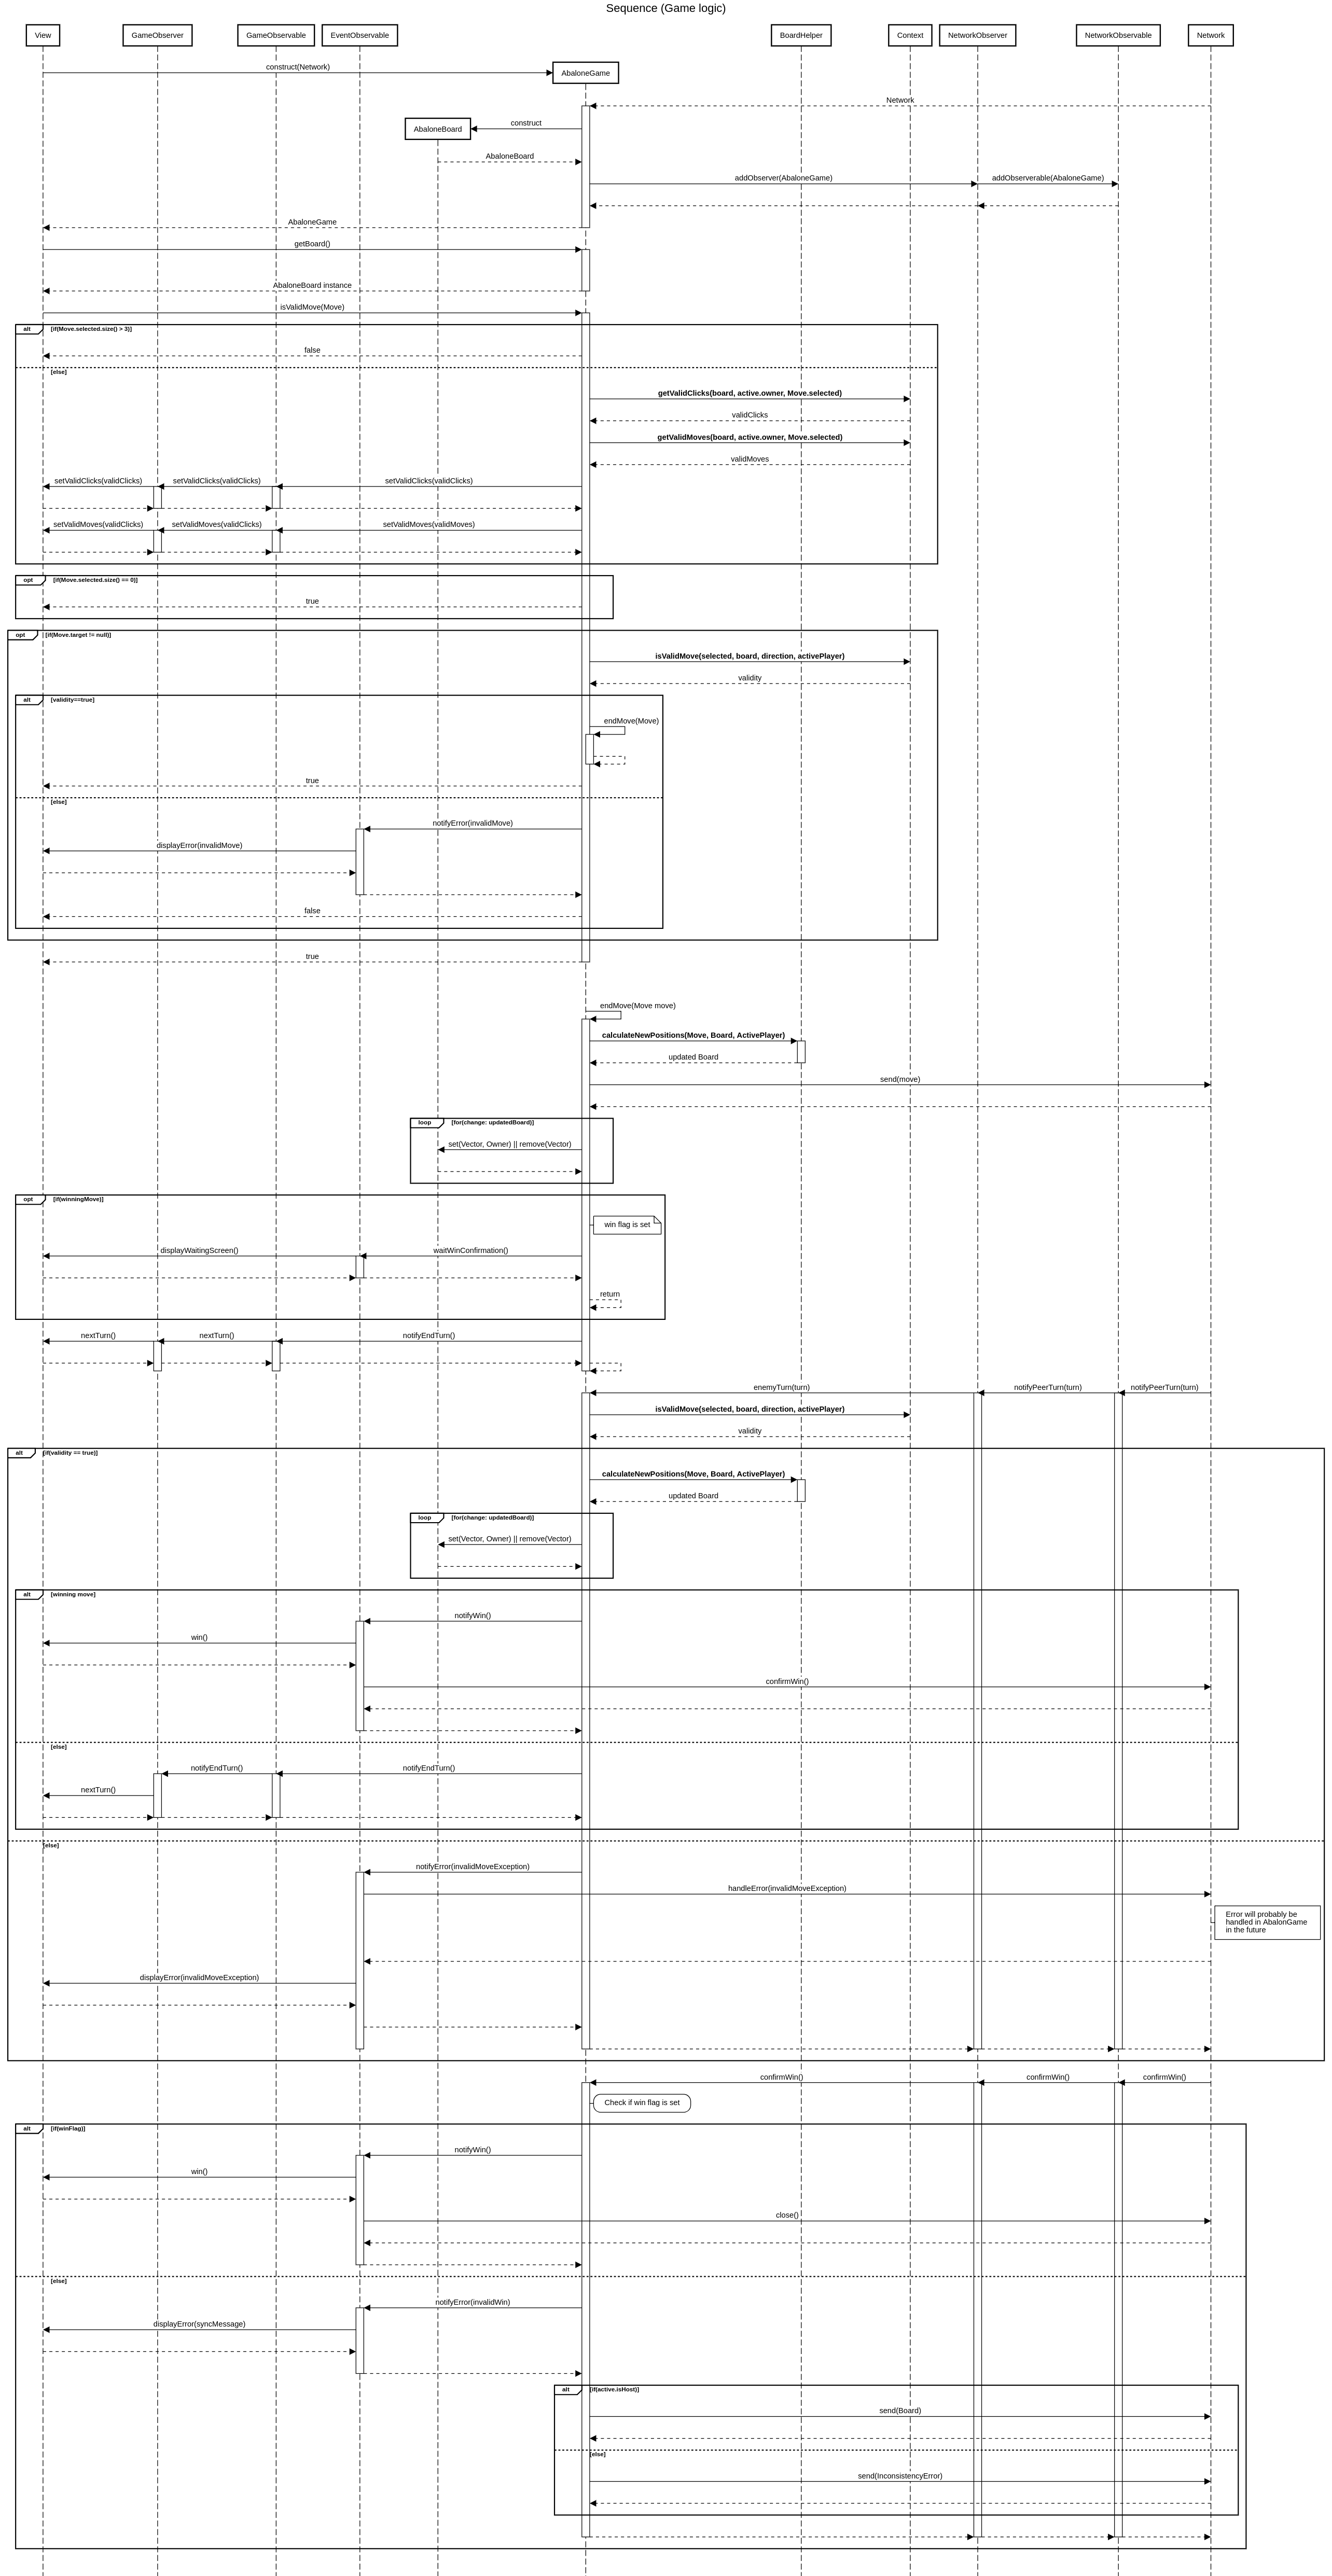 Sequence (Game logic)
View
GameObserver
GameObservable
EventObservable
BoardHelper
Context
NetworkObserver
NetworkObservable
Network
construct(Network)
AbaloneGame
Network
AbaloneBoard
construct
AbaloneBoard
addObserver(AbaloneGame)
addObserverable(AbaloneGame)
AbaloneGame
getBoard()
AbaloneBoard instance
isValidMove(Move)
alt
[if(Move.selected.size() > 3)]
false
[else]
getValidClicks(board, active.owner, Move.selected)
validClicks
getValidMoves(board, active.owner, Move.selected)
validMoves
setValidClicks(validClicks)
setValidClicks(validClicks)
setValidClicks(validClicks)
setValidMoves(validClicks)
setValidMoves(validClicks)
setValidMoves(validMoves)
opt
[if(Move.selected.size() == 0)]
true
opt
[if(Move.target != null)]
isValidMove(selected, board, direction, activePlayer)
validity
alt
[validity==true]
endMove(Move)
true
[else]
notifyError(invalidMove)
displayError(invalidMove)
false
true
endMove(Move move)
calculateNewPositions(Move, Board, ActivePlayer)
updated Board
send(move)
loop
[for(change: updatedBoard)]
set(Vector, Owner) || remove(Vector)
opt
[if(winningMove)]
win flag is set
displayWaitingScreen()
waitWinConfirmation()
return
nextTurn()
nextTurn()
notifyEndTurn()
enemyTurn(turn)
notifyPeerTurn(turn)
notifyPeerTurn(turn)
isValidMove(selected, board, direction, activePlayer)
validity
alt
[if(validity == true)]
calculateNewPositions(Move, Board, ActivePlayer)
updated Board
loop
[for(change: updatedBoard)]
set(Vector, Owner) || remove(Vector)
alt
[winning move]
notifyWin()
win()
confirmWin()
[else]
notifyEndTurn()
notifyEndTurn()
nextTurn()
[else]
notifyError(invalidMoveException)
handleError(invalidMoveException)
Error will probably be
handled in AbalonGame
in the future
displayError(invalidMoveException)
confirmWin()
confirmWin()
confirmWin()
Check if win flag is set
alt
[if(winFlag)]
notifyWin()
win()
close()
[else]
notifyError(invalidWin)
displayError(syncMessage)
alt
[if(active.isHost)]
send(Board)
[else]
send(InconsistencyError)